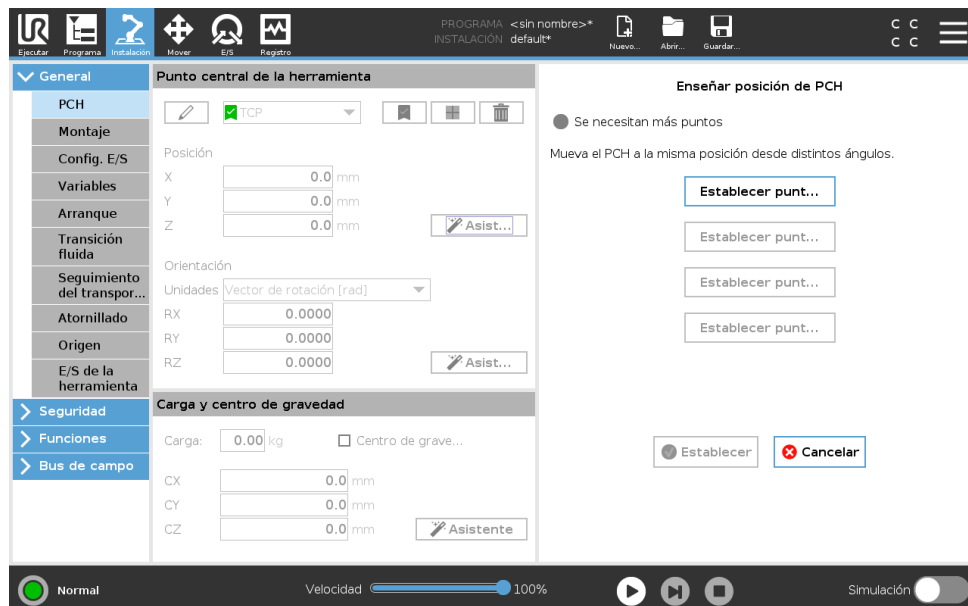 PROGRAMA <sin nombre>*
INSTALACIÓN default*
Ejecutar
Programa
Instalación
Mover
E/S
Registro
Nuevo...
Abrir...
Guardar...
C C
C C
General
PCH
Montaje
Config. E/S
Variables
Arranque
Transición
fluida
Seguimiento
del transpor...
Atornillado
Origen
E/S de la
herramienta
Seguridad
Funciones
Bus de campo
Punto central de la herramienta
TCP
Posición
X 0.0 mm
Y 0.0 mm
Z 0.0 mm
Asist...
Orientación
Unidades Vector de rotación [rad]
RX 0.0000
RY 0.0000
RZ 0.0000
Asist...
Carga y centro de gravedad
Carga: 0.00 kg Centro de grave...
CX 0.0 mm
CY 0.0 mm
CZ 0.0 mm
Asistente
Enseñar posición de PCH
Se necesitan más puntos
Mueva el PCH a la misma posición desde distintos ángulos.
Establecer punt...
Establecer punt...
Establecer punt...
Establecer punt...
Establecer
Cancelar
Normal
Velocidad 100%
Simulación